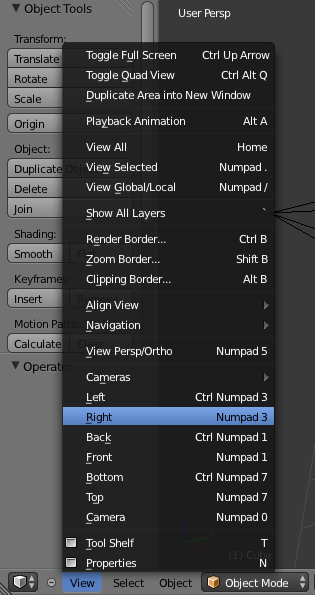 Object Tools
User Persp
Transform:
Translate
Rotate
Scale
Origin
Object:
Duplicate
Delete
Join
Shading:
Smooth
Keyframes
Insert
Motion Paths
Calculate
Operator
Toggle Full Screen Ctrl Up Arrow
Toggle Quad View Ctrl Alt Q
Duplicate Area into New Window
Playback Animation Alt A
View All Home
View Selected Numpad .
View Global/Local Numpad /
Show All Layers `
Render Border... Ctrl B
Zoom Border... Shift B
Clipping Border... Alt B
Align View
Navigation
View Persp/Ortho Numpad 5
Cameras
Left Ctrl Numpad 3
Right Numpad 3
Back Ctrl Numpad 1
Front Numpad 1
Bottom Ctrl Numpad 7
Top Numpad 7
Camera Numpad 0
Tool Shelf T
Properties N
(1) Cube
View Select Object Object Mode